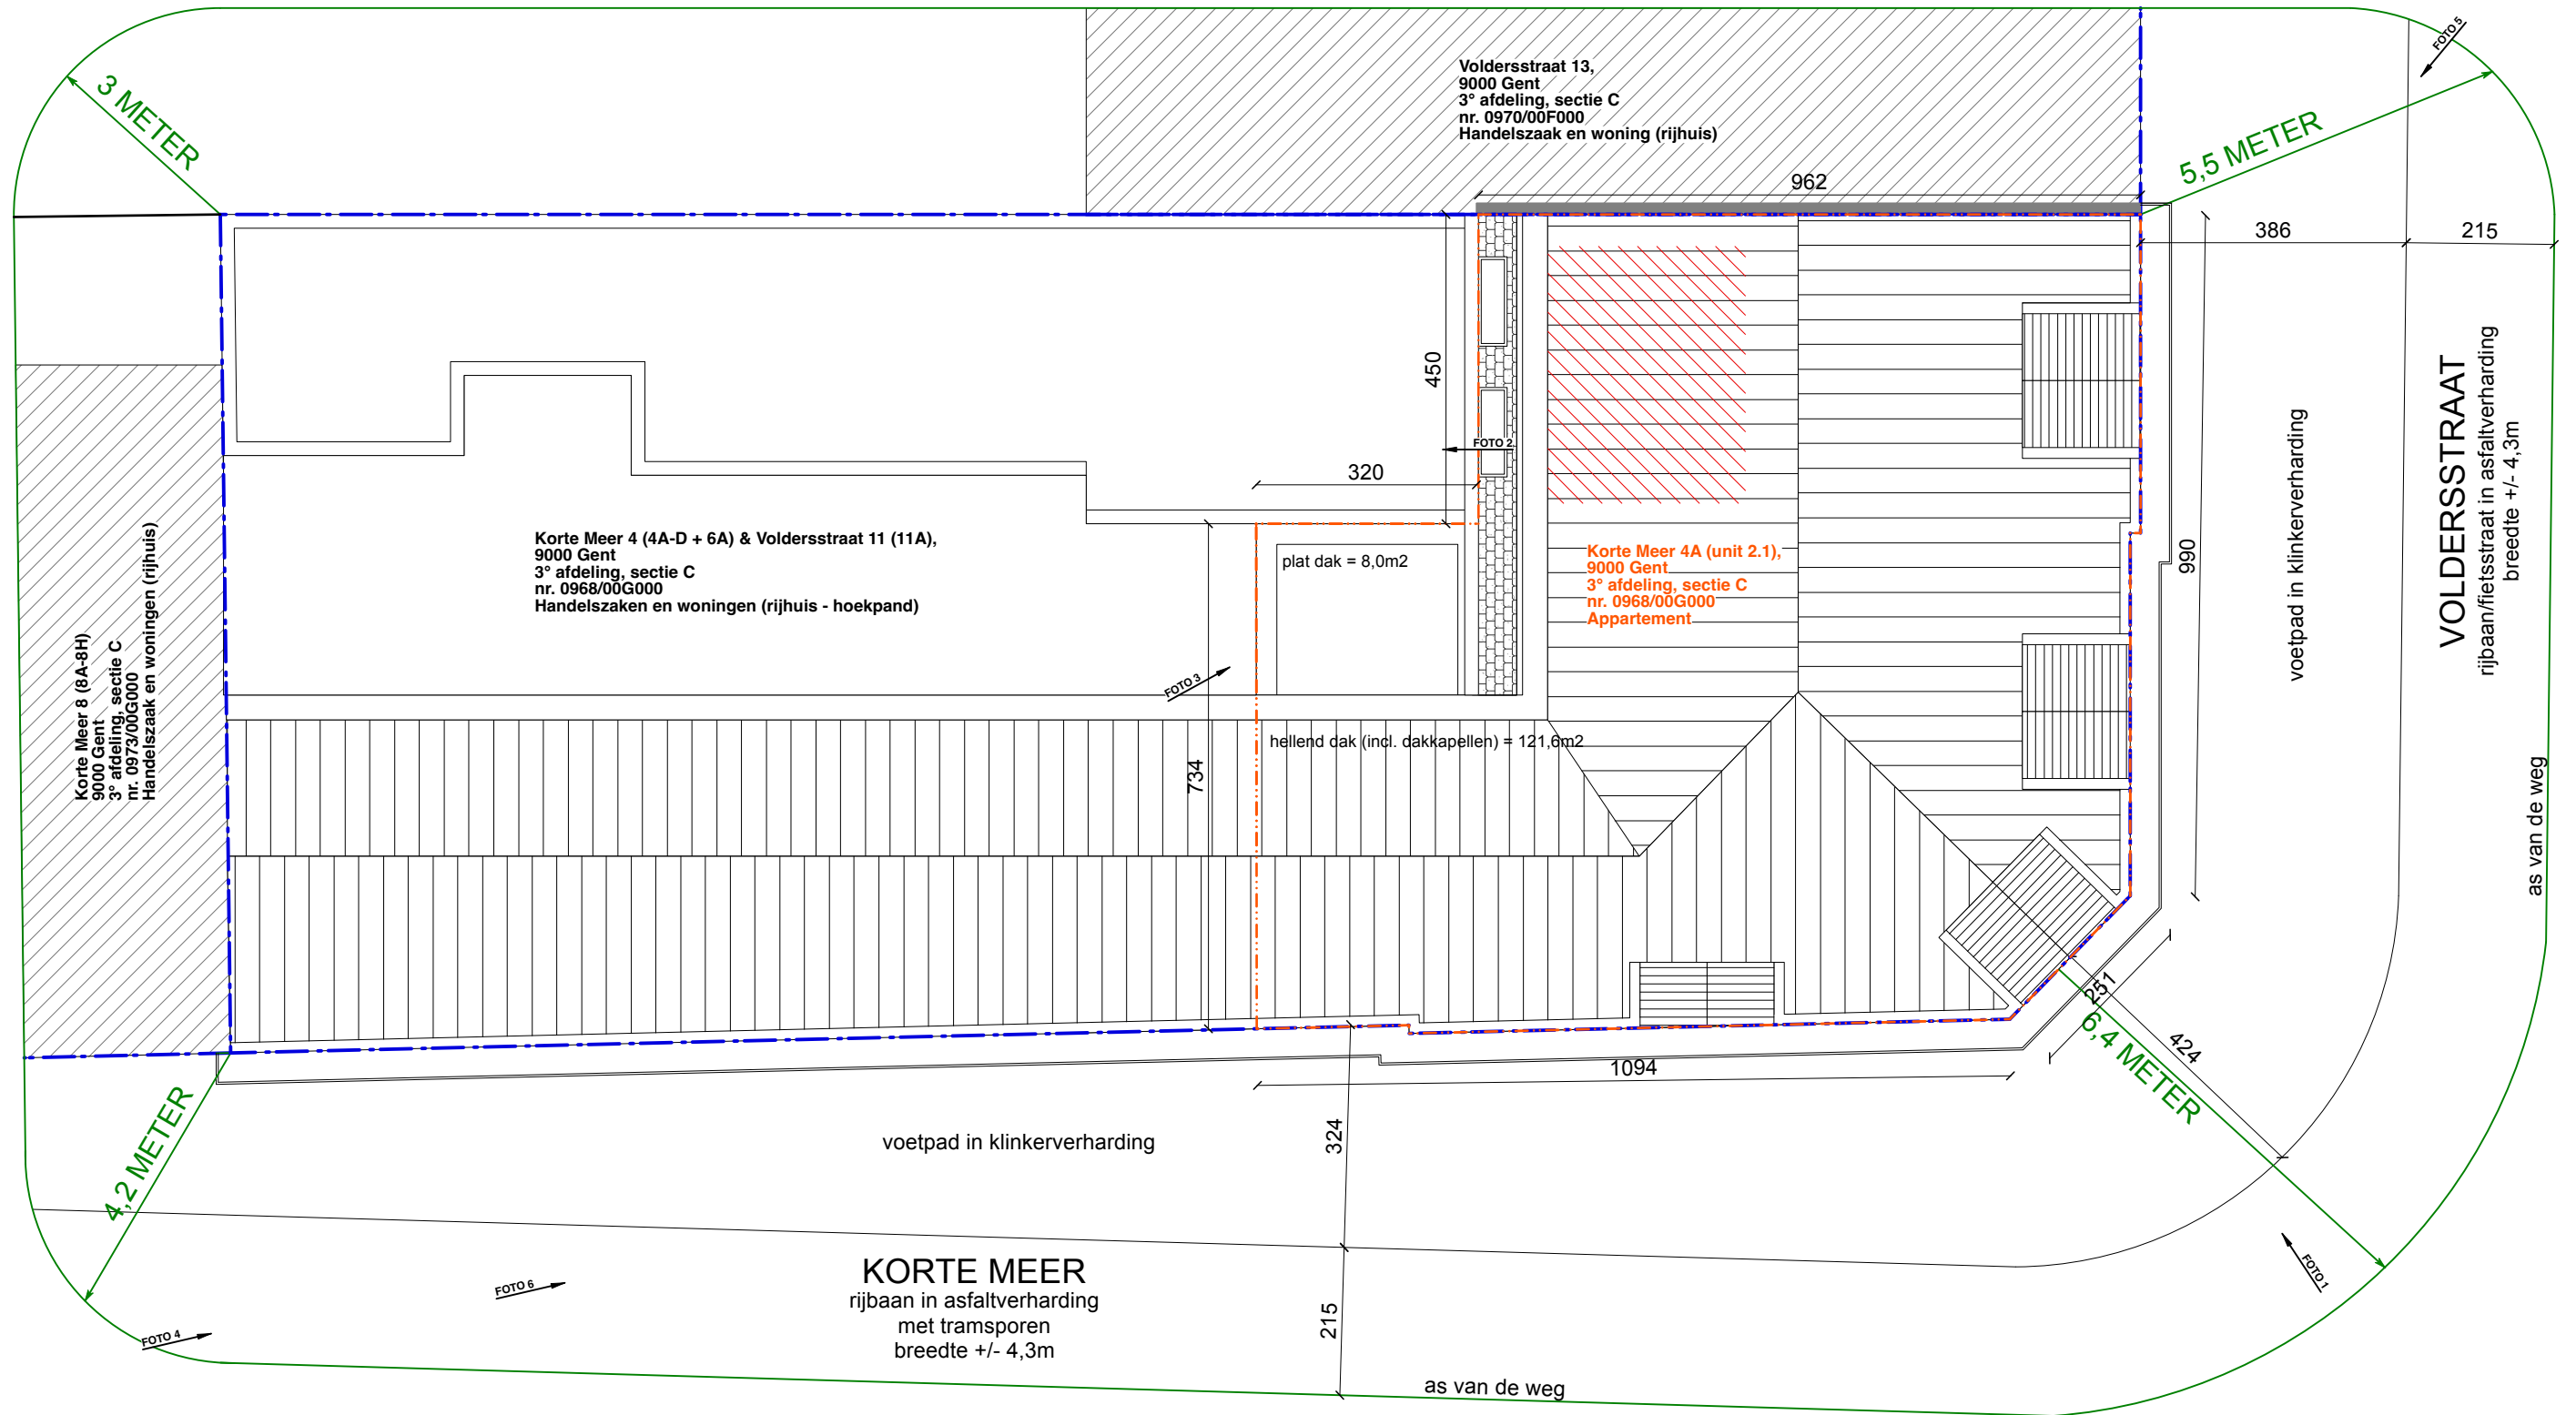 3 METER
Voldersstraat 13,
9000 Gent
3° afdeling, sectie C
nr. 0970/00F000
Handelszaak en woning (rijhuis)
FOTO 5
5,5 METER
962
386
215
450
FOTO 2
320
VOLDERSSTRAAT
rijbaan/fietsstraat in asfaltverharding
breedte +/- 4,3m
voetpad in klinkerverharding
990
Korte Meer 4 (4A-D + 6A) & Voldersstraat 11 (11A),
9000 Gent
3° afdeling, sectie C
nr. 0968/00G000
Handelszaken en woningen (rijhuis - hoekpand)
plat dak = 8,0m2
Korte Meer 4A (unit 2.1),
9000 Gent
3° afdeling, sectie C
nr. 0968/00G000
Appartement
Korte Meer 8 (8A-8H)
9000 Gent
3° afdeling, sectie C
nr. 0973/00G000
Handelszaak en woningen (rijhuis)
FOTO 3
734
hellend dak (incl. dakkapellen) = 121,6m2
as van de weg
251
6,4 METER
424
1094
4,2 METER
voetpad in klinkerverharding
324
KORTE MEER
rijbaan in asfaltverharding
met tramsporen
breedte +/- 4,3m
FOTO 6
FOTO 4
215
FOTO 1
as van de weg